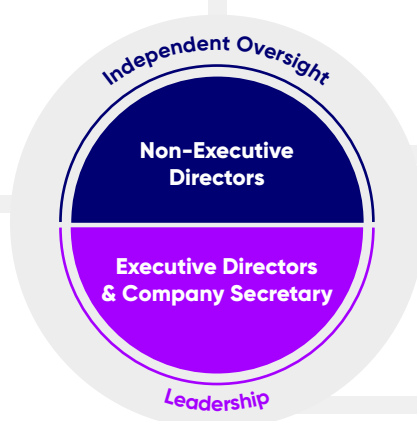 Independent Oversight
Non-Executive
Directors
Executive Directors
& Company Secretary
Leadership